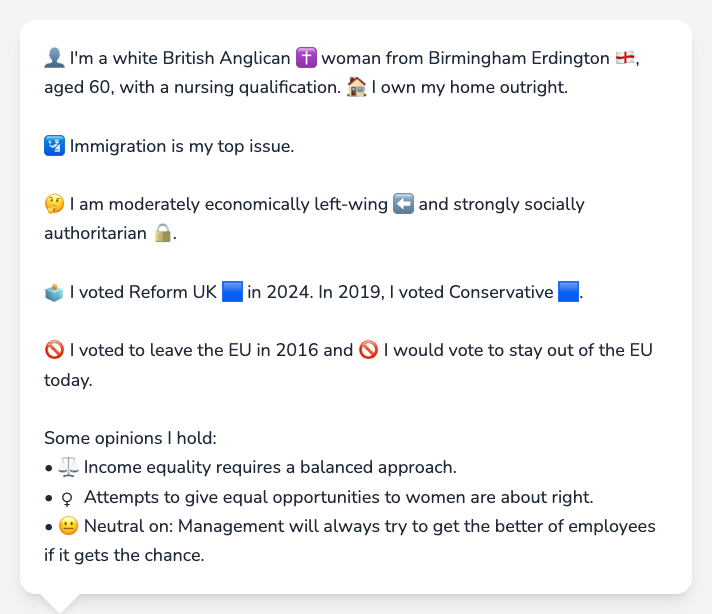 👤 I'm a white British Anglican ✝️ woman from Birmingham Erdington 🏴󠁧󠁢󠁥󠁮󠁧󠁿,
aged 60, with a nursing qualification. 🏠 I own my home outright.
🛂 Immigration is my top issue.
🤔 I am moderately economically left-wing ⬅️ and strongly socially
authoritarian 🔒.
🗳️ I voted Reform UK 🟦 in 2024. In 2019, I voted Conservative 🟦.
🚫 I voted to leave the EU in 2016 and 🚫 I would vote to stay out of the EU
today.
Some opinions I hold:
• ⚖️ Income equality requires a balanced approach.
• ♀ Attempts to give equal opportunities to women are about right.
• 😐 Neutral on: Management will always try to get the better of employees
if it gets the chance.